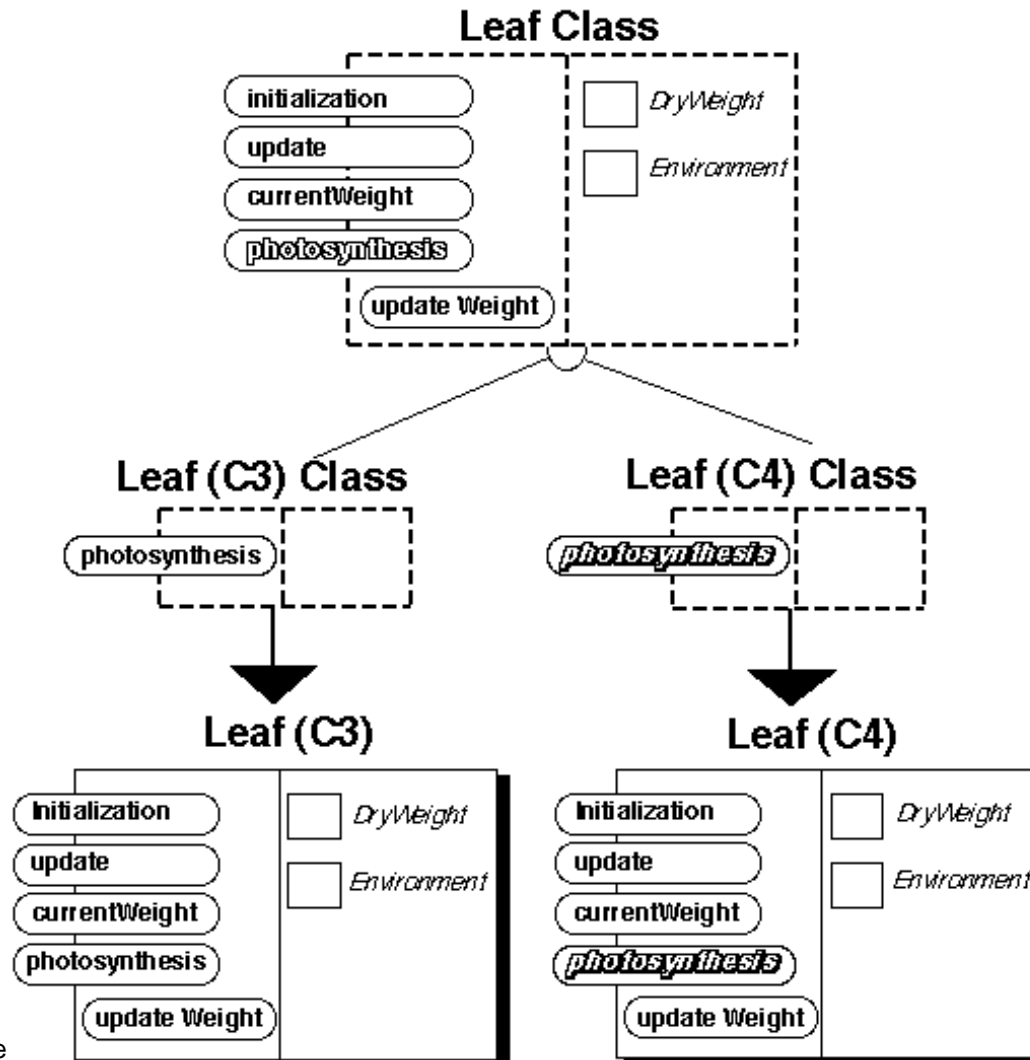 Leaf Class
initialization
update
currentWeight
photosynthesis
update Weight
DryWeight
Environment
Leaf (C3) Class
photosynthesis
Leaf (C4) Class
photosynthesis
Leaf (C3)
Initialization
update
currentWeight
photosynthesis
update Weight
DryWeight
Environment
Leaf (C4)
Initialization
update
currentWeight
photosynthesis
update Weight
DryWeight
Environment
e